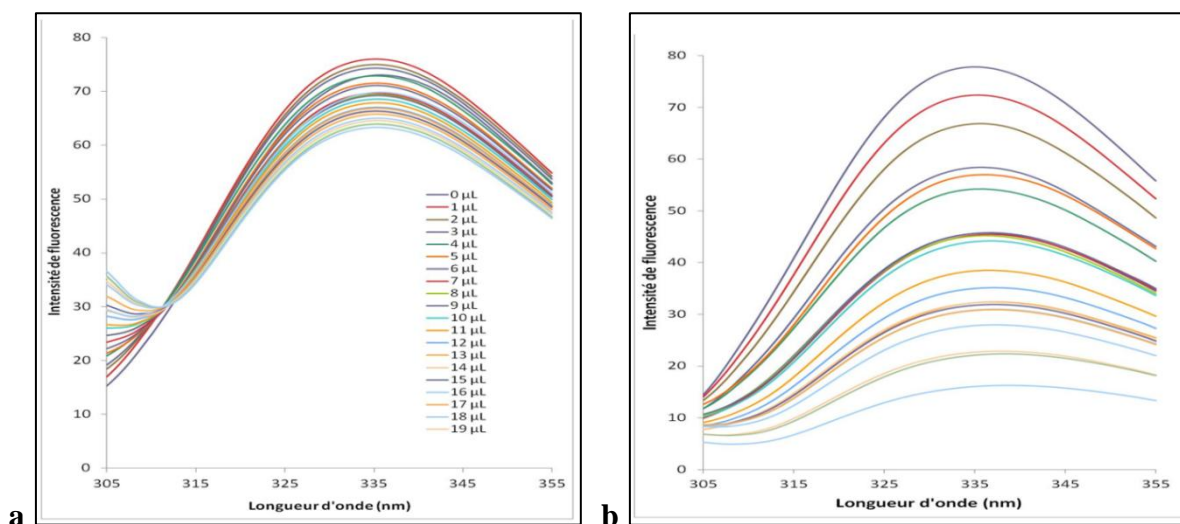 80
70
60
50
40
30
20
10
0
Intensité de fluorescence
0 µL
1 µL
2 µL
3 µL
4 µL
5 µL
6 µL
7 µL
8 µL
9 µL
10 µL
11 µL
12 µL
13 µL
14 µL
15 µL
16 µL
17 µL
18 µL
19 µL
305 315 325 335 345 355
Longueur d'onde (nm)
a
80
70
60
50
40
30
20
10
0
Intensité de fluorescence
305 315 325 335 345 355
Longueur d'onde (nm)
b